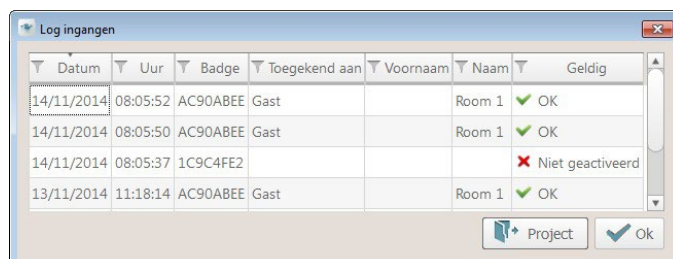 Log ingangen
Datum Uur Badge Toegekend aan Voornaam Naam Geldig
14/11/2014 08:05:52 AC90ABEE Gast Room 1 OK
14/11/2014 08:05:50 AC90ABEE Gast Room 1 OK
14/11/2014 08:05:37 1C9C4FE2 Niet geactiveerd
13/11/2014 11:18:14 AC90ABEE Gast Room 1 OK
Project Ok